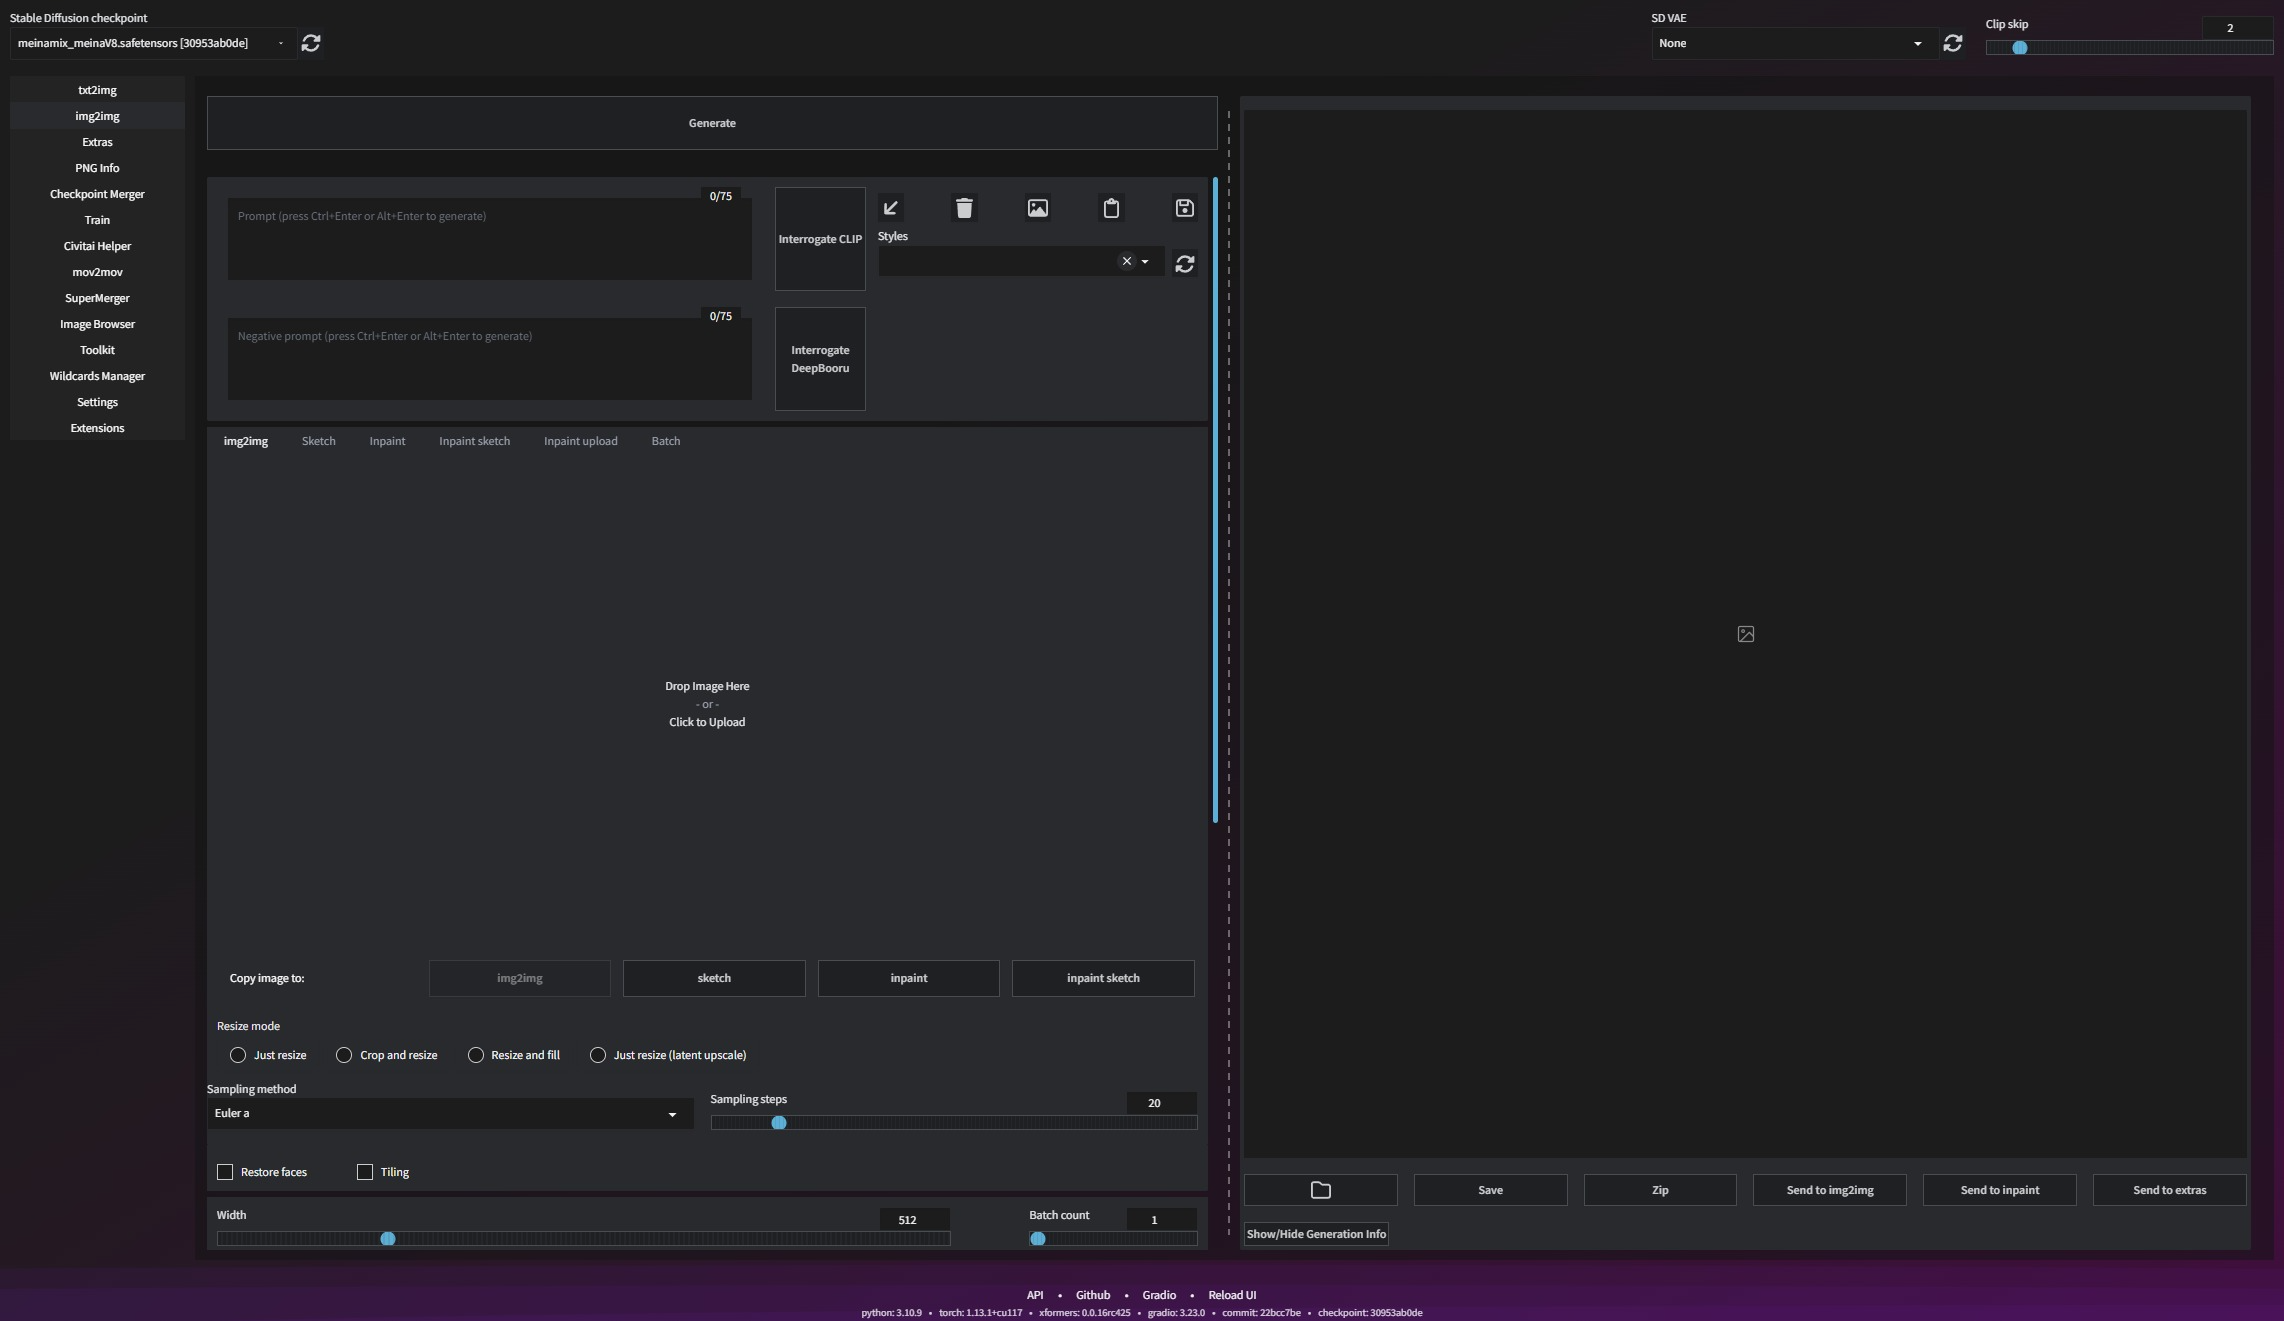 Stable Diffusion checkpoint
meinamix_meinaV8.safetensors [30953ab0de]
SD VAE
None
Clip skip
2
txt2img
img2img
Extras
PNG Info
Checkpoint Merger
Train
Civitai Helper
mov2mov
SuperMerger
Image Browser
Toolkit
Wildcards Manager
Settings
Extensions
Generate
0/75
Prompt (press Ctrl+Enter or Alt+Enter to generate)
Interrogate CLIP
Styles
0/75
Negative prompt (press Ctrl+Enter or Alt+Enter to generate)
Interrogate
DeepBooru
img2img Sketch Inpaint Inpaint sketch Inpaint upload Batch
Drop Image Here
- or -
Click to Upload
Copy image to: img2img sketch inpaint inpaint sketch
Resize mode
Just resize Crop and resize Resize and fill Just resize (latent upscale)
Sampling method
Euler a
Sampling steps
20
Restore faces Tiling
Width
512
Batch count
1
Save Zip Send to img2img Send to inpaint Send to extras
Show/Hide Generation Info
API • Github • Gradio • Reload UI
python: 3.10.9 • torch: 1.13.1+cu117 • xformers: 0.0.16rc425 • gradio: 3.23.0 • commit: 22bcc7be • checkpoint: 30953ab0de